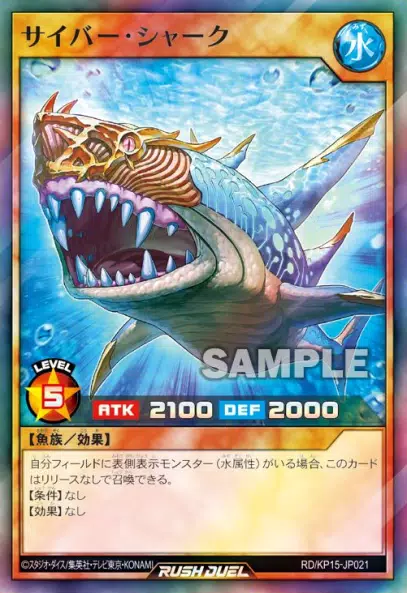 サイバー・シャーク
みず
水
SAMPLE
LEVEL
5
ATK 2100 DEF 2000
【魚族/効果】
自分フィールドに表側表示モンスター(水属性)がいる場合、このカード
はリリースなしで召喚できる。
【条件】なし
【効果】なし
©スタジオ・ダイス/集英社・テレビ東京・KONAMI
RUSH DUEL
RD/KP15-JP021